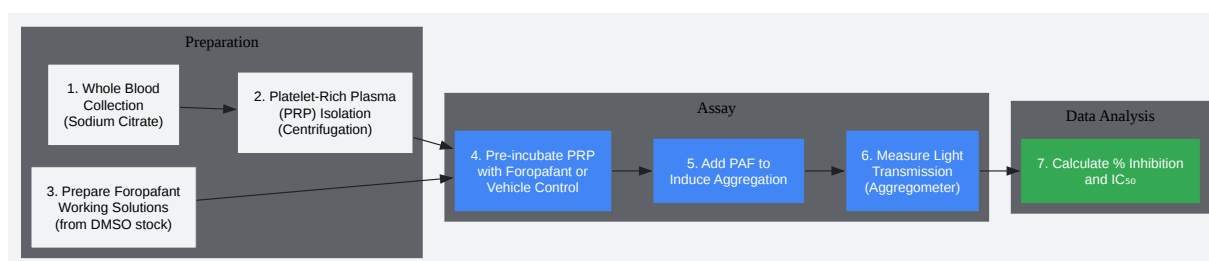 Preparation
1. Whole Blood
Collection
(Sodium Citrate)
2. Platelet-Rich Plasma
(PRP) Isolation
(Centrifugation)
3. Prepare Foropafant
Working Solutions
(from DMSO stock)
Assay
4. Pre-incubate PRP
with Foropafant or
Vehicle Control
5. Add PAF to
Induce Aggregation
6. Measure Light
Transmission
(Aggregometer)
Data Analysis
7. Calculate % Inhibition
and IC₅₀